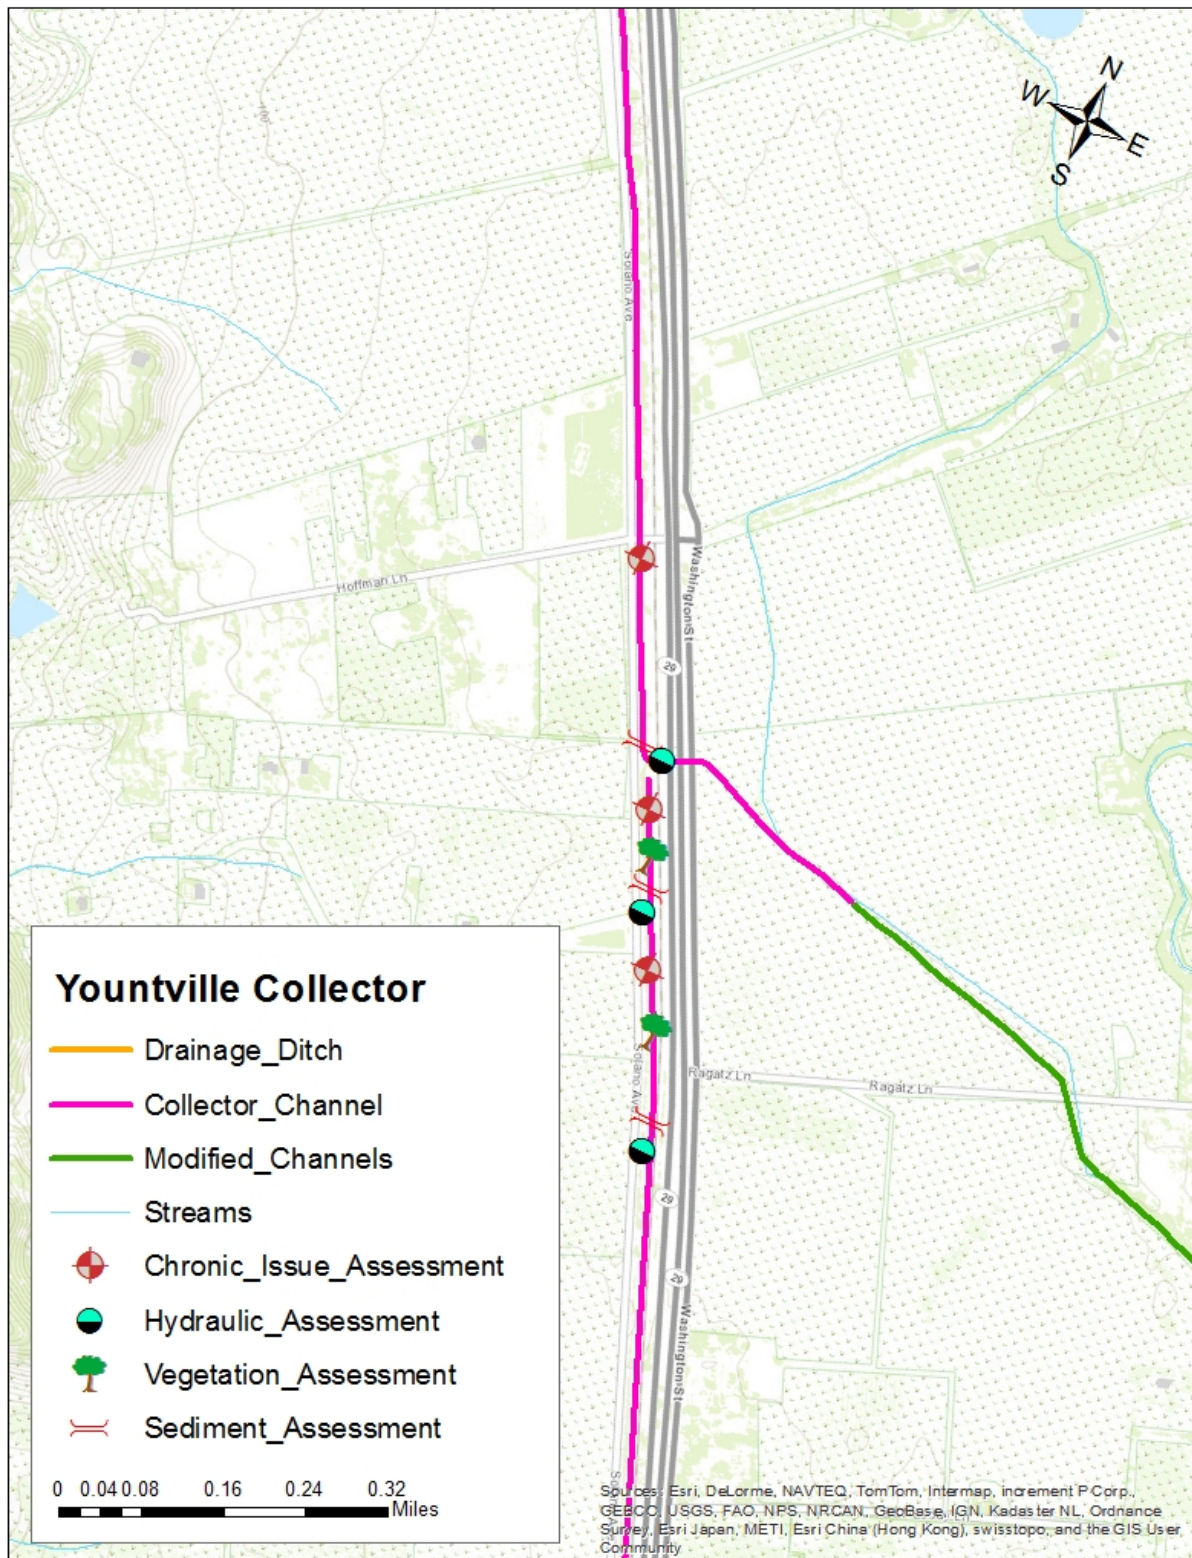 N
W
E
S
100
Solano Ave
Hoffman Ln
Washington St
29
Solano Ave
Ragatz Ln
Ragatz Ln
29
29
Washington St
Yountville Collector
Drainage_Ditch
Collector_Channel
Modified_Channels
Streams
Chronic_Issue_Assessment
Hydraulic_Assessment
Vegetation_Assessment
Sediment_Assessment
0 0.04 0.08 0.16 0.24 0.32
Miles
Sources: Esri, DeLorme, NAVTEQ, TomTom, Intermap, increment P Corp.,
GEBCO, USGS, FAO, NPS, NRCAN, GeoBase, IGN, Kadaster NL, Ordnance
Survey, Esri Japan, METI, Esri China (Hong Kong), swisstopo, and the GIS User
Community